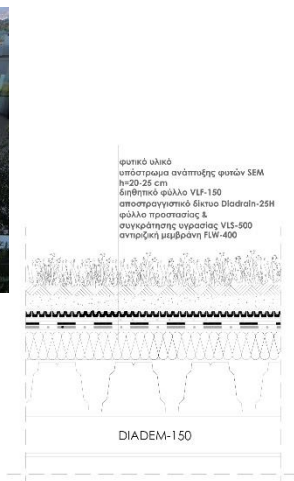 φυτικό υλικό
υπόστρωμα ανάπτυξης φυτών SEM
h=20-25 cm
διηθητικό φύλλο VLF-150
αποστραγγιστικό δίκτυο Diadrain-25H
φύλλο προστασίας &
συγκράτησης υγρασίας VLS-500
αντιριζική μεμβράνη FLW-400
DIADEM-150